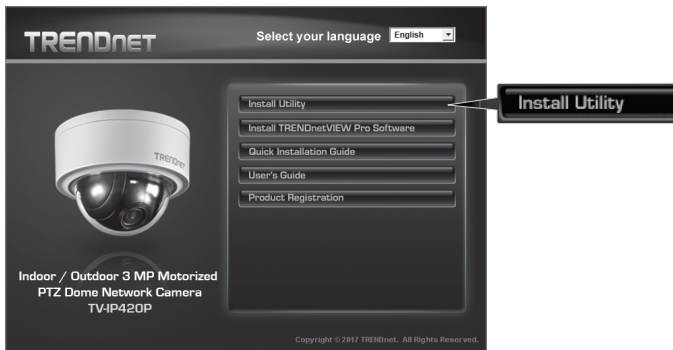 TRENDNET
Select your language English
Install Utility
Install TRENDnetVIEW Pro Software
Quick Installation Guide
User's Guide
Product Registration
Install Utility
TRENDNET
Indoor / Outdoor 3 MP Motorized
PTZ Dome Network Camera
TV-IP420P
Copyright © 2017 TRENDnet. All Rights Reserved.